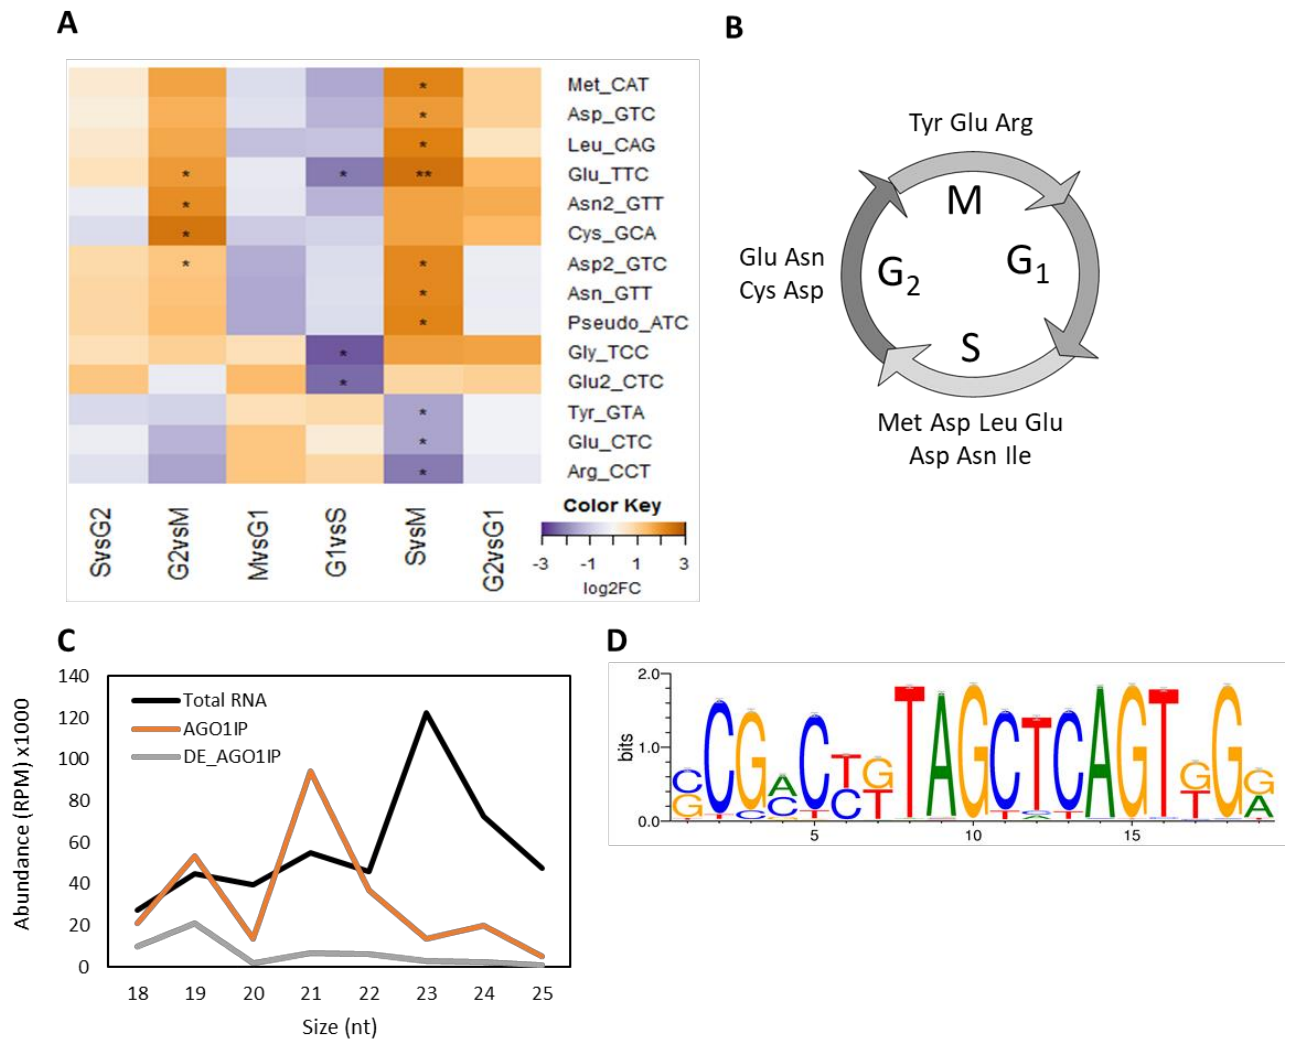 A
Met_CAT
Asp_GTC
Leu_CAG
Glu_TTC
Asn2_GTT
Cys_GCA
Asp2_GTC
Asn_GTT
Pseudo_ATC
Gly_TCC
Glu2_CTC
Tyr_GTA
Glu_CTC
Arg_CCT
* * * ** * * * * * * * * * * * * * *
SvsG2 G2vsM MvsG1 G1vsS SvsM G2vsG1
Color Key
-3 -1 1 3
log2FC
B
Tyr Glu Arg
M
G1
S
G2
Glu Asn
Cys Asp
Met Asp Leu Glu
Asp Asn Ile
C
Abundance (RPM) x1000
140
120
100
80
60
40
20
0
Total RNA
AGO1IP
DE_AGO1IP
18 19 20 21 22 23 24 25
Size (nt)
D
bits
2.0
1.0
0.0
C C G A C T G T A G C T C A G T G G G
G C C T T A
5 10 15